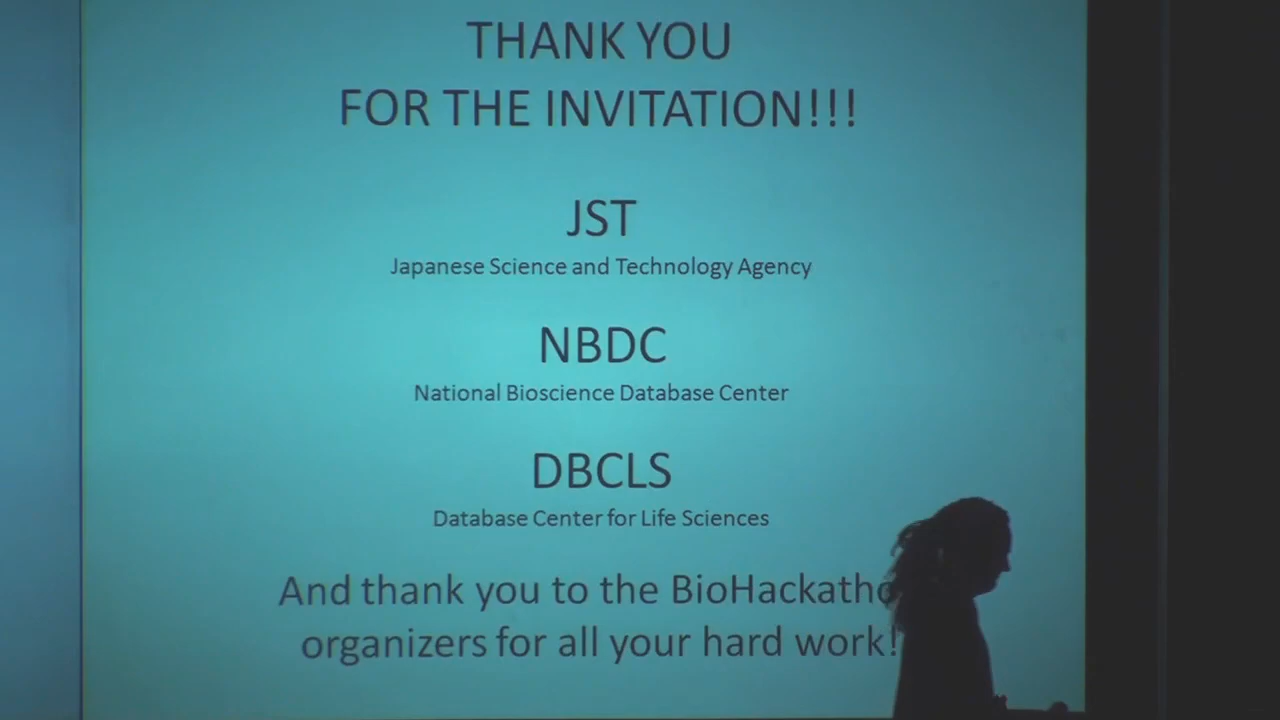 THANK YOU
FOR THE INVITATION!!!
JST
Japanese Science and Technology Agency
NBDC
National Bioscience Database Center
DBCLS
Database Center for Life Sciences
And thank you to the
organizers for all your hard work!